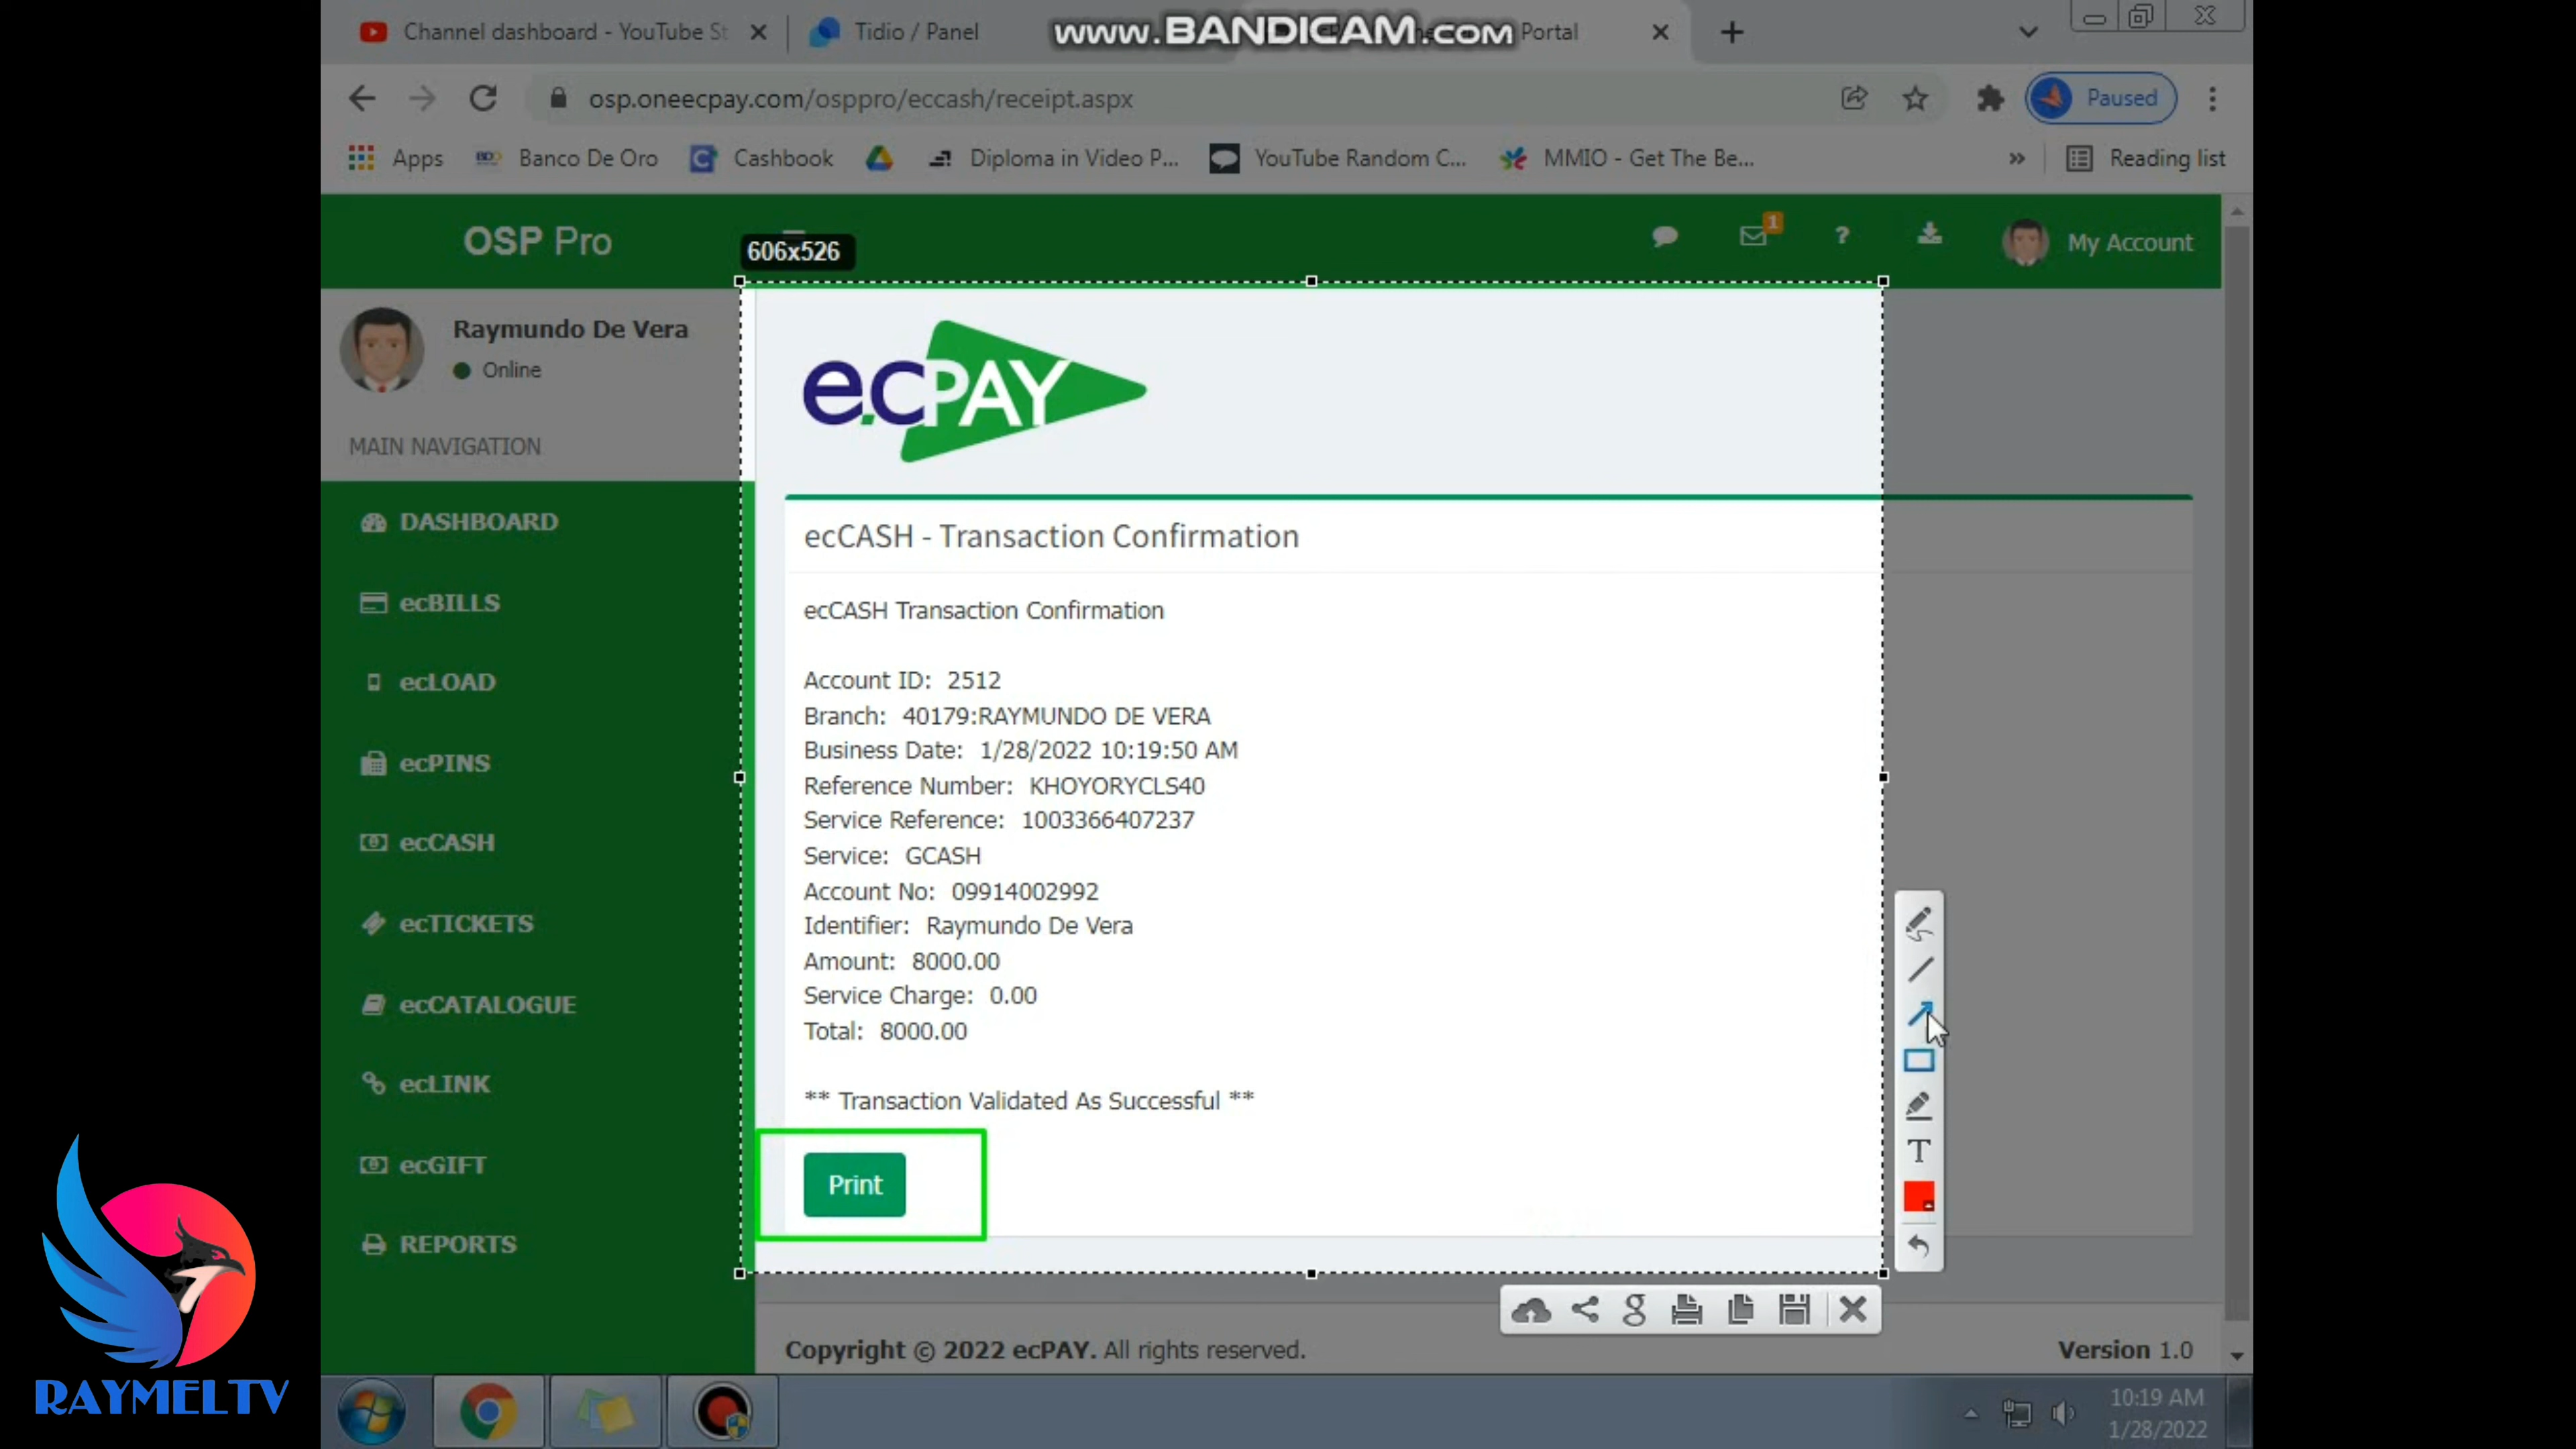 Channel dashboard - YouTube St
Tidio / Panel
www.BANDICAM.com
Portal
osp.oneecpay.com/osppro/eccash/receipt.aspx
Paused
Apps
BDO
Banco De Oro
Cashbook
Diploma in Video P...
YouTube Random C...
MMIO - Get The Be...
Reading list
OSP Pro
606x526
1
My Account
Raymundo De Vera
Online
MAIN NAVIGATION
DASHBOARD
ecBILLS
ecLOAD
ecPINS
ecCASH
ecTICKETS
ecCATALOGUE
ecLINK
ecGIFT
REPORTS
ecPAY
ecCASH - Transaction Confirmation
ecCASH Transaction Confirmation
Account ID: 2512
Branch: 40179:RAYMUNDO DE VERA
Business Date: 1/28/2022 10:19:50 AM
Reference Number: KHOYORYCLS40
Service Reference: 1003366407237
Service: GCASH
Account No: 09914002992
Identifier: Raymundo De Vera
Amount: 8000.00
Service Charge: 0.00
Total: 8000.00
** Transaction Validated As Successful **
Print
Copyright © 2022 ecPAY. All rights reserved.
Version 1.0
RAYMELTV
10:19 AM
1/28/2022